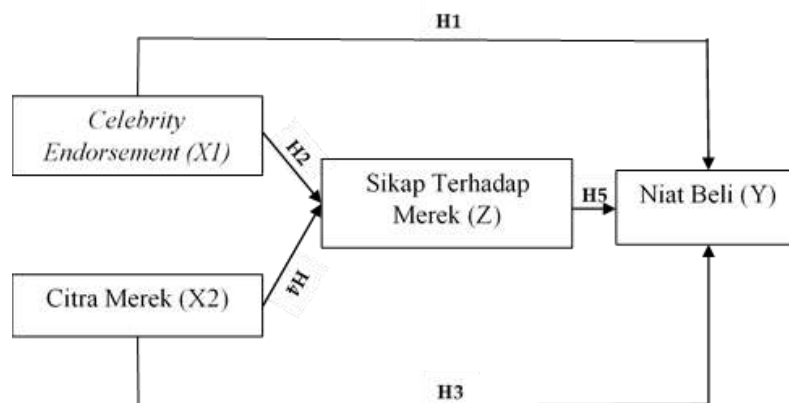 H1
Celebrity
Endorsement (X1)
H2
Sikap Terhadap
Merek (Z)
H5
Niat Beli (Y)
H4
Citra Merek (X2)
H3